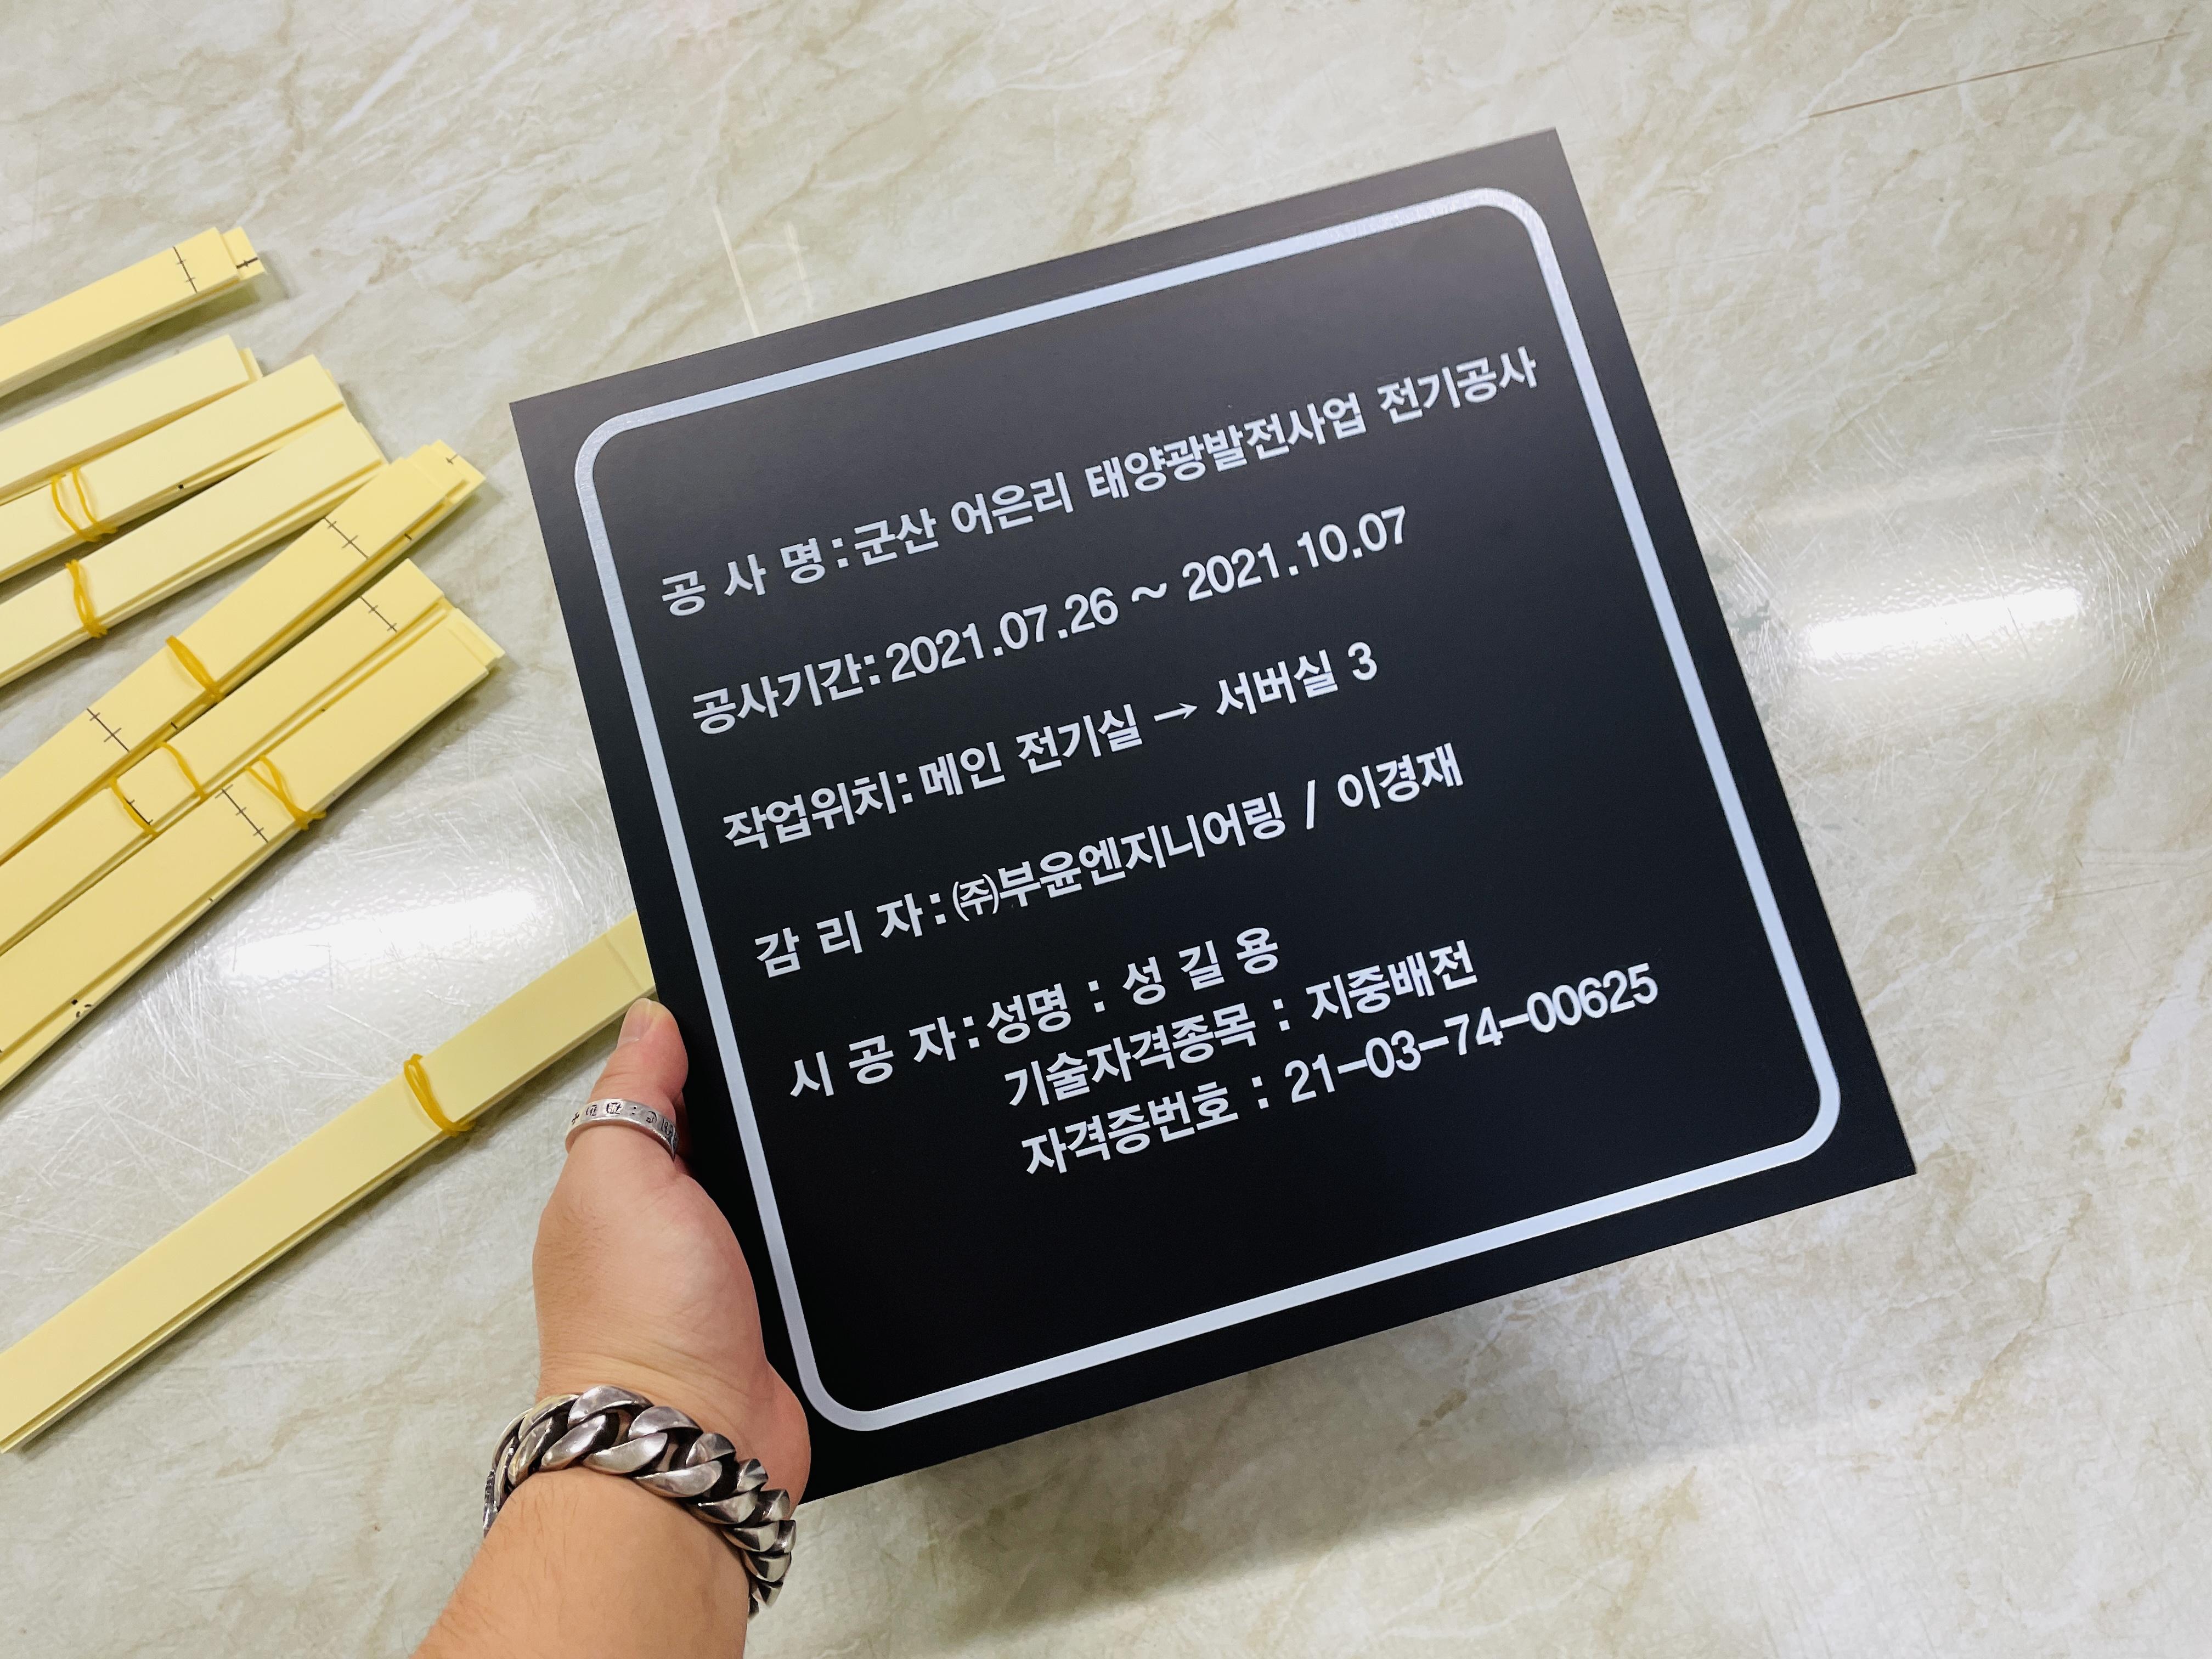 공 사 명 : 군산 어은리 태양광발전사업 전기공사
공사기간 : 2021.07.26 ~ 2021.10.07
작업위치 : 메인 전기실 → 서버실 3
감 리 자 : ㈜부윤엔지니어링 / 이경재
시 공 자 : 성명 : 성 길 용
기술자격종목 : 지중배전
자격증번호 : 21-03-74-00625